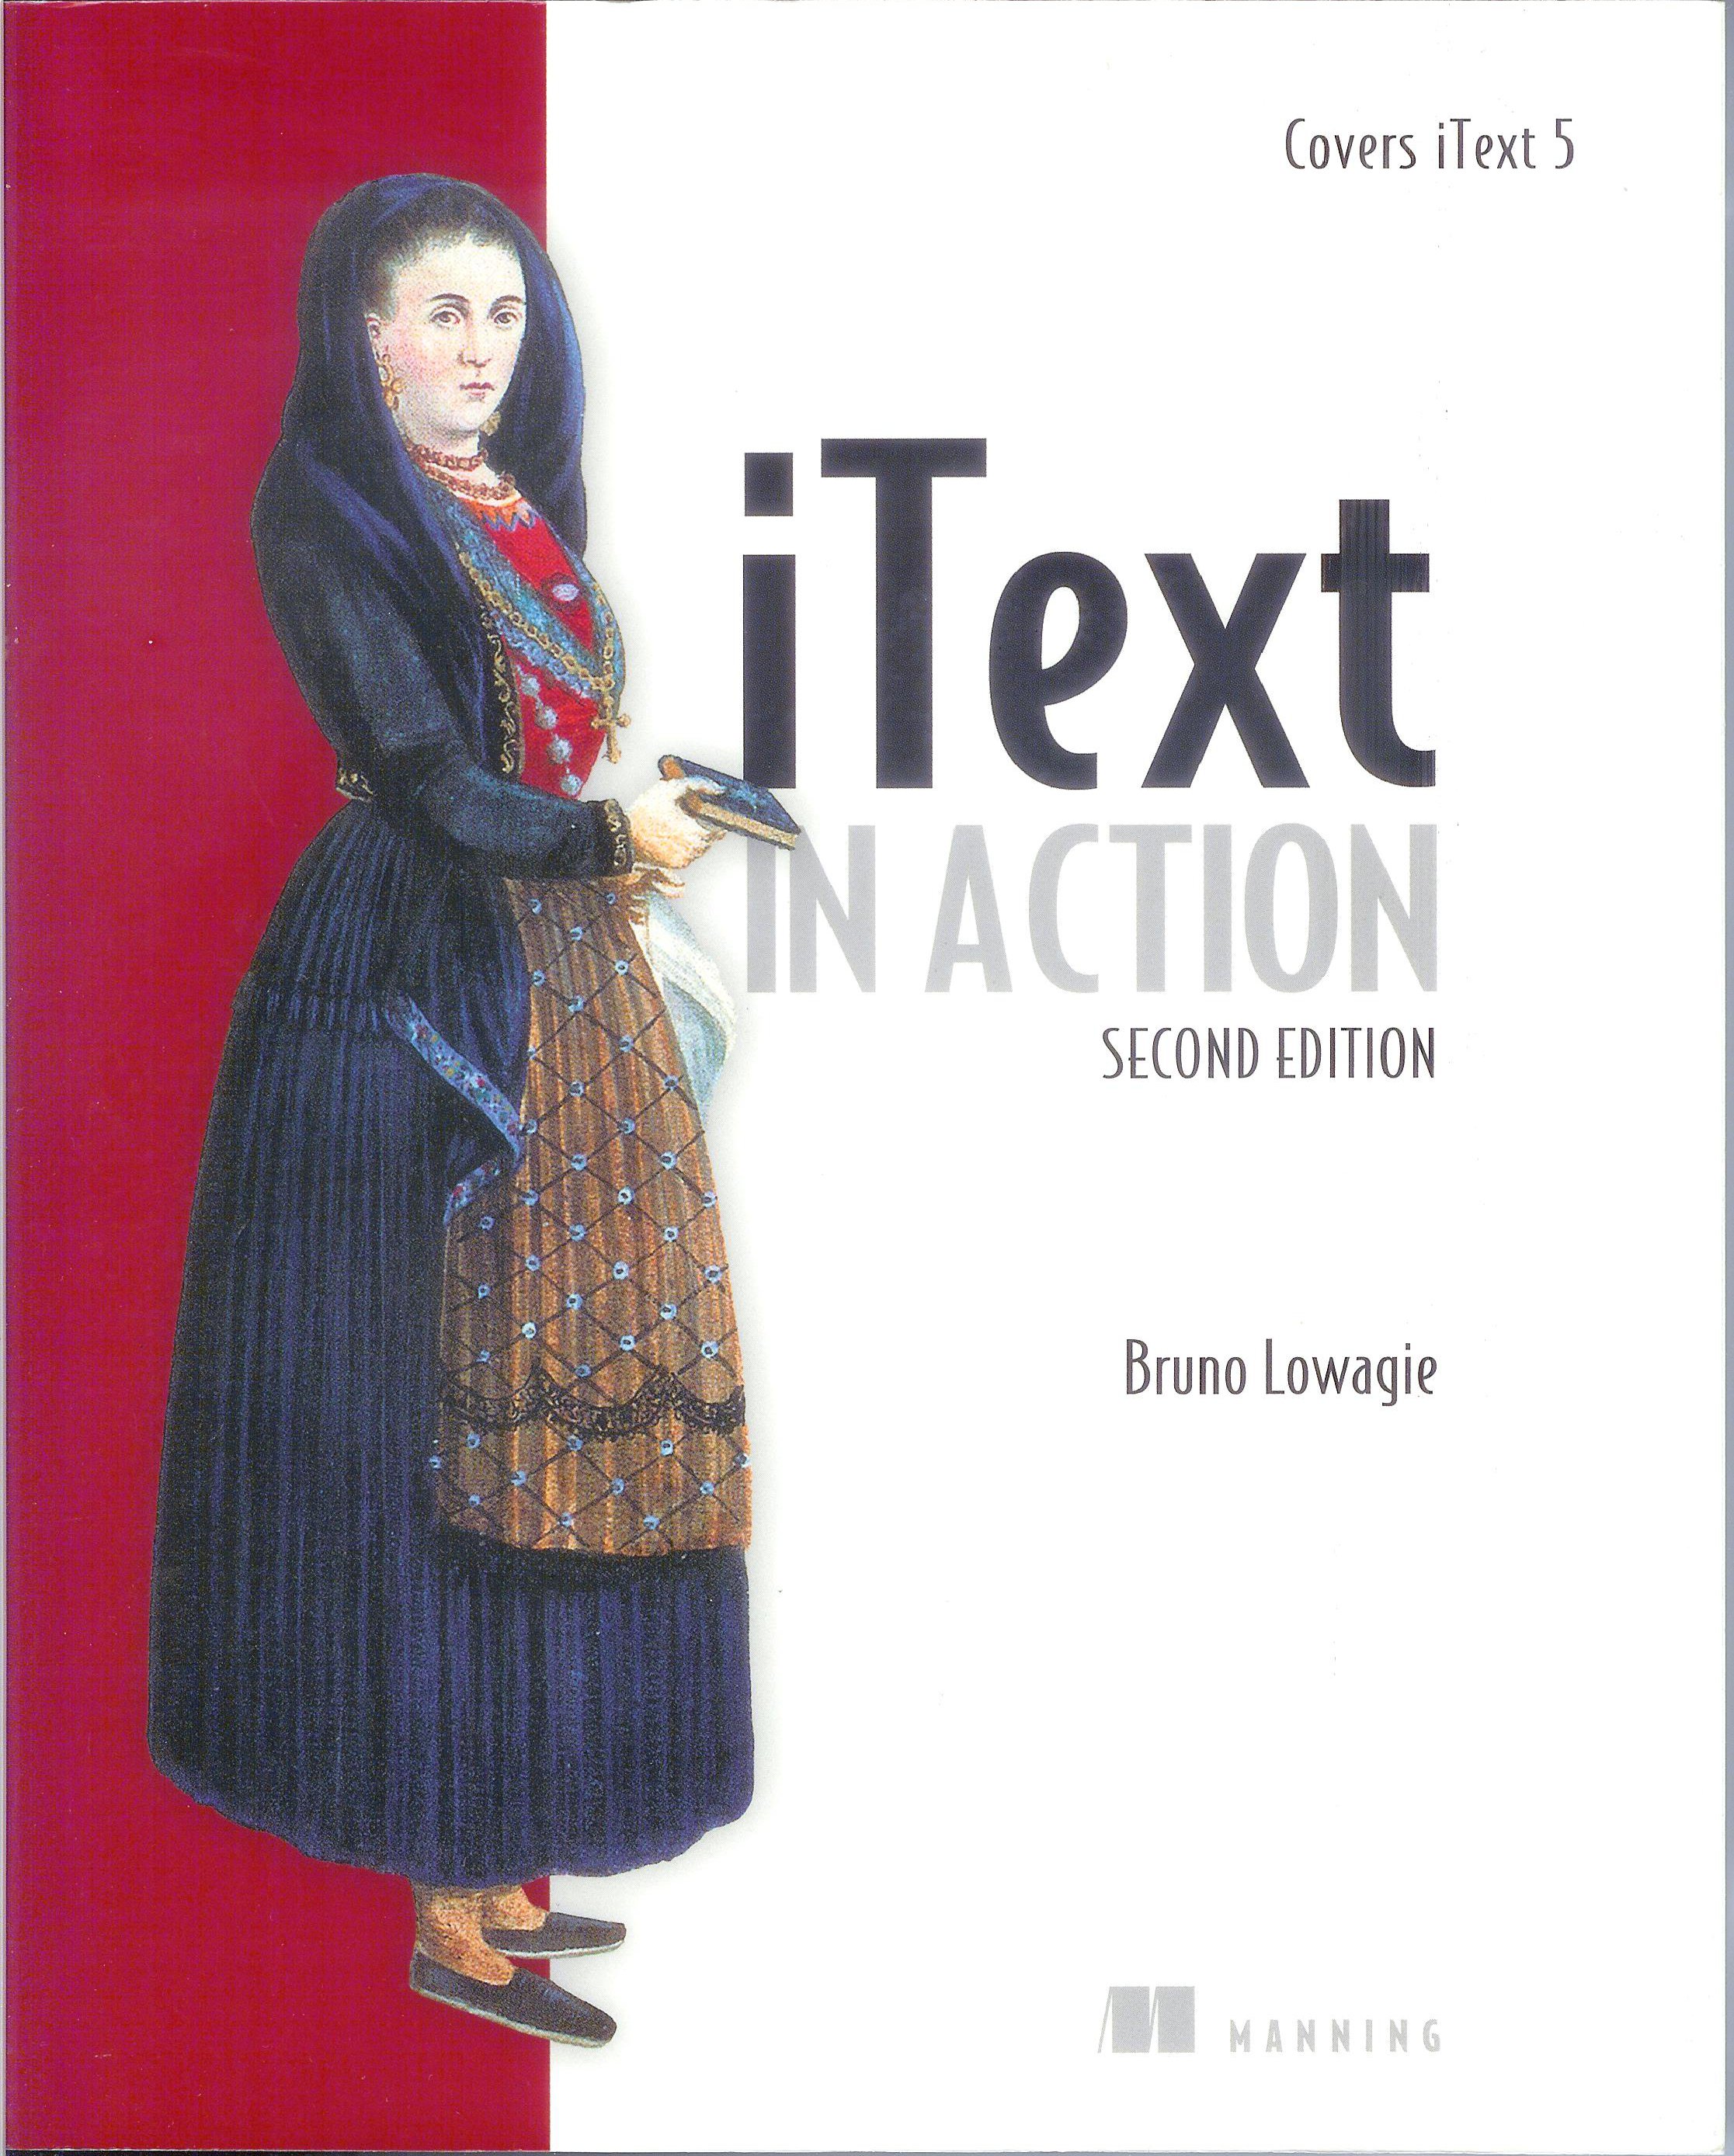 Covers iText 5
iText
IN ACTION
SECOND EDITION
Bruno Lowagie
MANNING